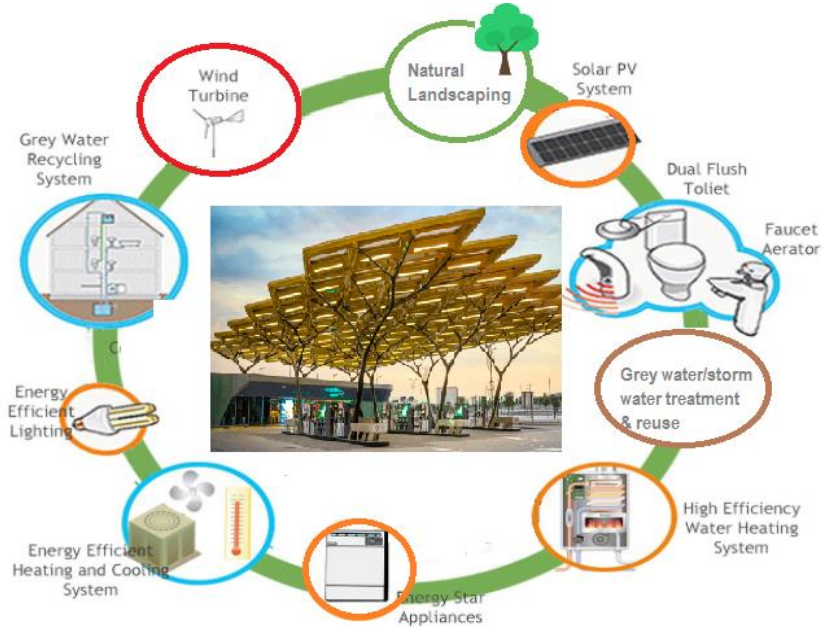 Wind
Turbine
Natural
Landscaping
Solar PV
System
Dual Flush
Toliet
Faucet
Aerator
Grey water/storm
water treatment
& reuse
High Efficiency
Water Heating
System
Energy Star
Appliances
Energy Efficient
Heating and Cooling
System
Energy
Efficient
Lighting
Grey Water
Recycling
System